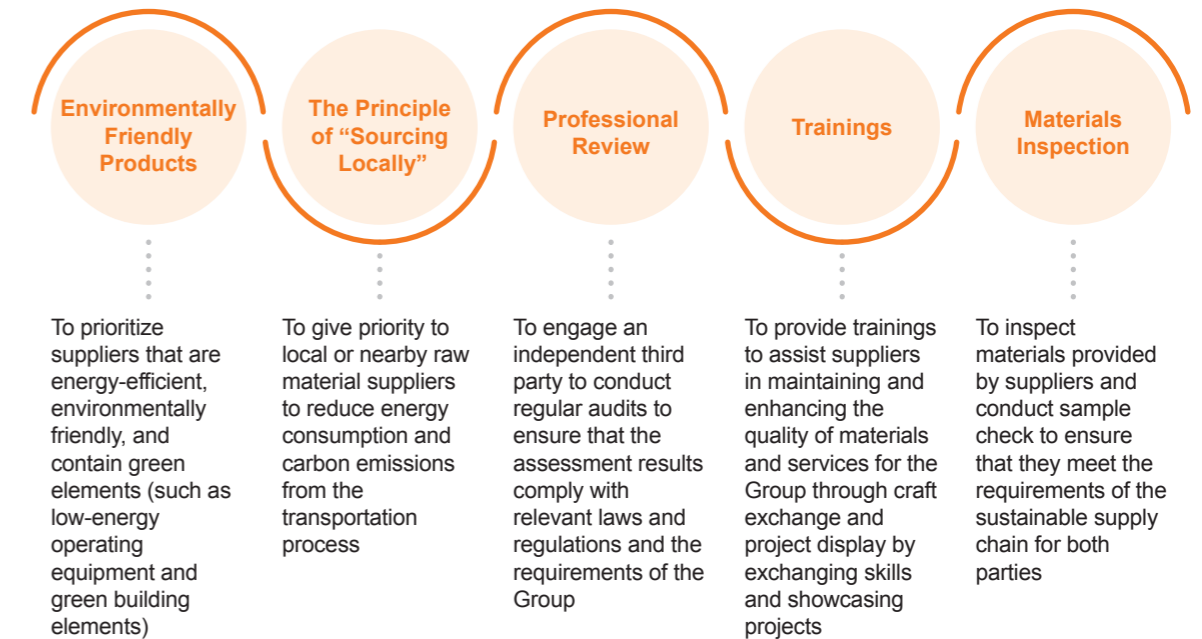 Environmentally
Friendly
Products
The Principle
of “Sourcing
Locally”
Professional
Review
Trainings
Materials
Inspection
To prioritize
suppliers that are
energy-efficient,
environmentally
friendly, and
contain green
elements (such as
low-energy
operating
equipment and
green building
elements)
To give priority to
local or nearby raw
material suppliers
to reduce energy
consumption and
carbon emissions
from the
transportation
process
To engage an
independent third
party to conduct
regular audits to
ensure that the
assessment results
comply with
relevant laws and
regulations and the
requirements of the
Group
To provide trainings
to assist suppliers
in maintaining and
enhancing the
quality of materials
and services for the
Group through craft
exchange and
project display by
exchanging skills
and showcasing
projects
To inspect
materials provided
by suppliers and
conduct sample
check to ensure
that they meet the
requirements of the
sustainable supply
chain for both
parties